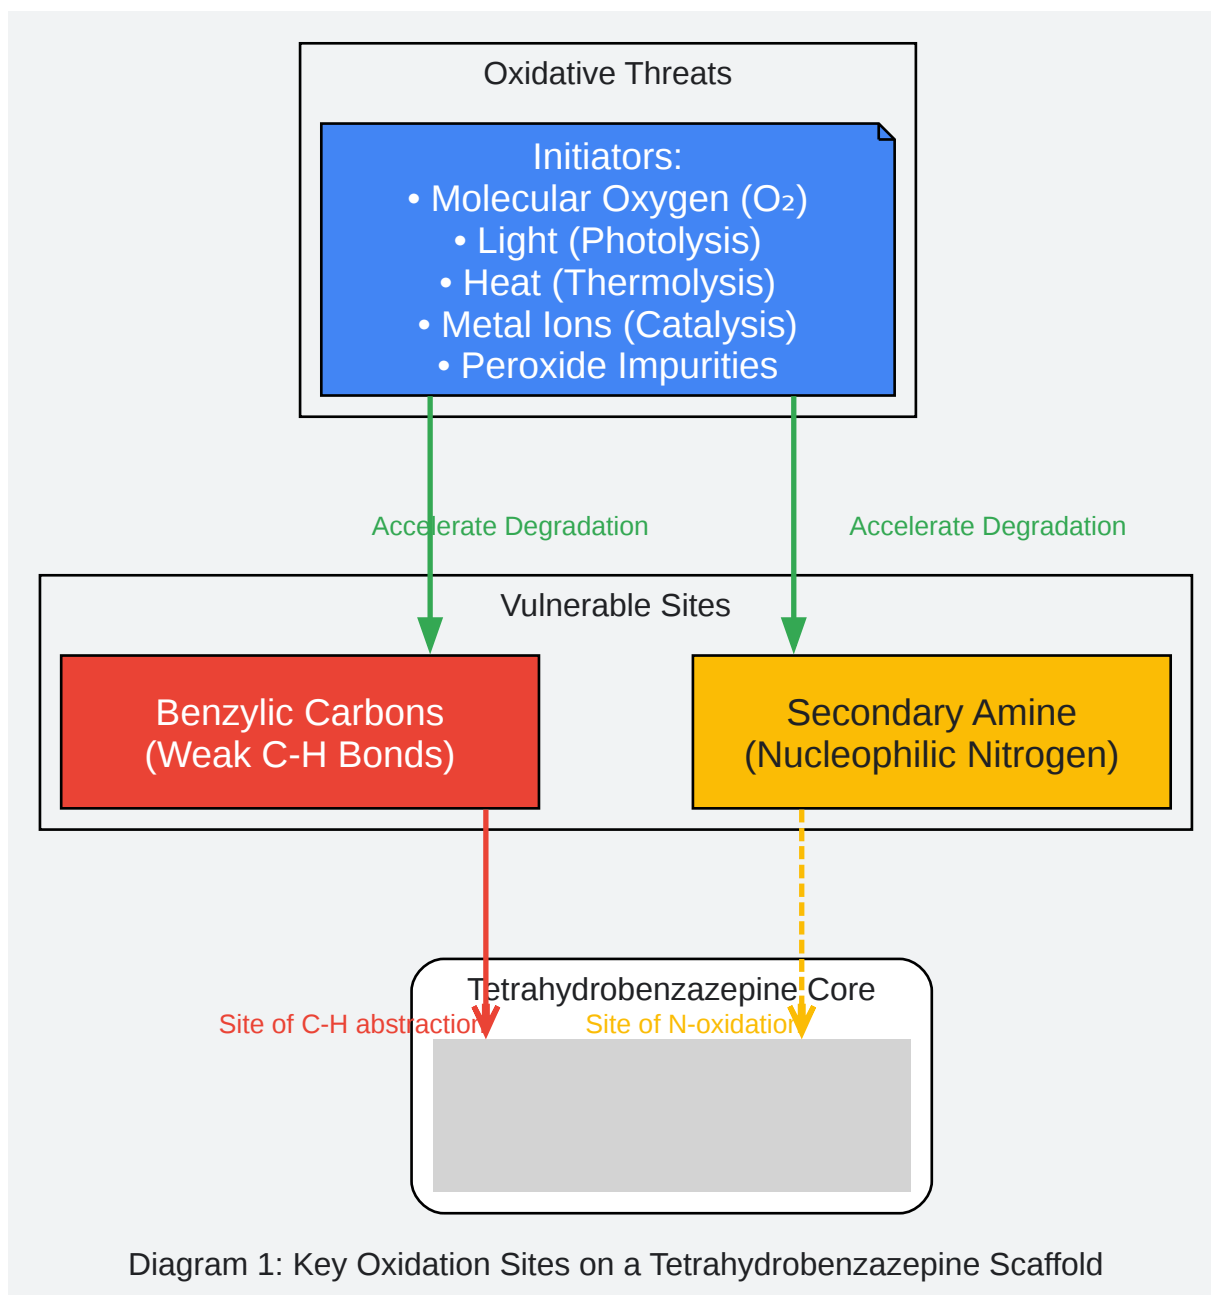 Oxidative Threats
Initiators:
• Molecular Oxygen (O₂)
• Light (Photolysis)
• Heat (Thermolysis)
• Metal Ions (Catalysis)
• Peroxide Impurities
Accelerate Degradation
Accelerate Degradation
Vulnerable Sites
Benzylic Carbons
(Weak C-H Bonds)
Secondary Amine
(Nucleophilic Nitrogen)
Tetrahydrobenzazepine Core
Site of C-H abstraction
Site of N-oxidation
Diagram 1: Key Oxidation Sites on a Tetrahydrobenzazepine Scaffold